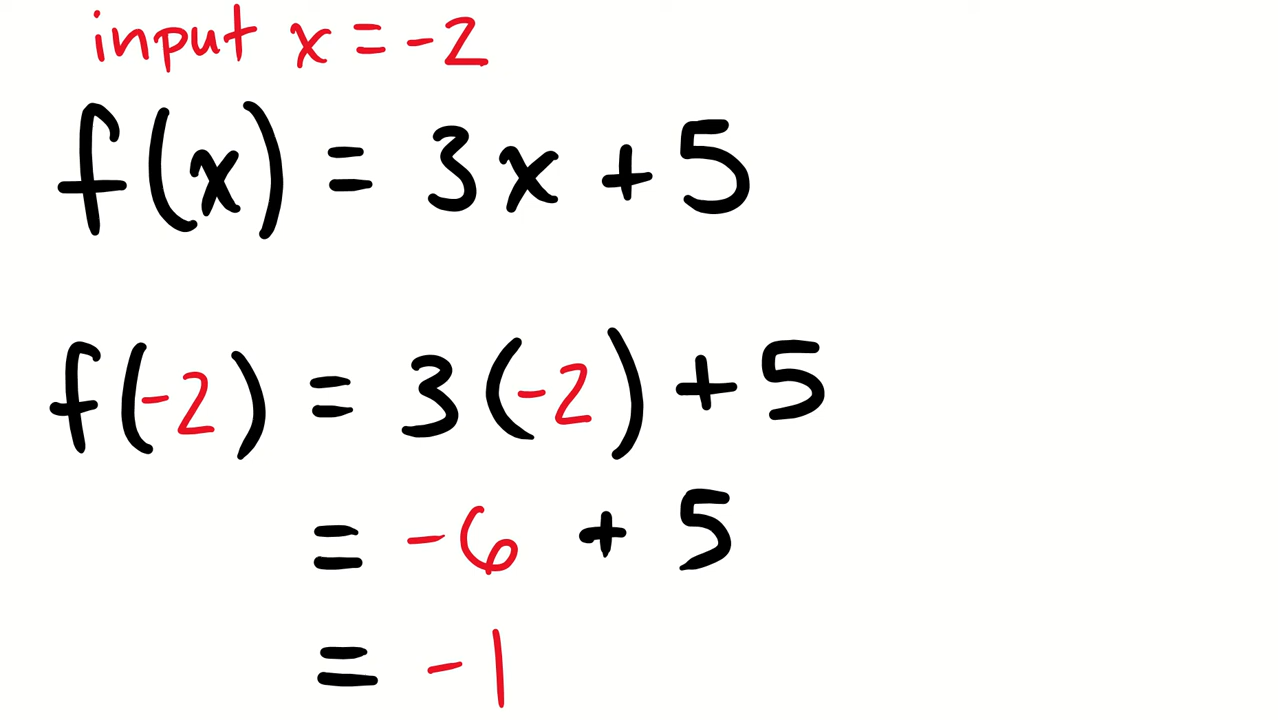 input x = -2
f(x) = 3x + 5
f(-2) = 3(-2) + 5
= -6 + 5
= -1